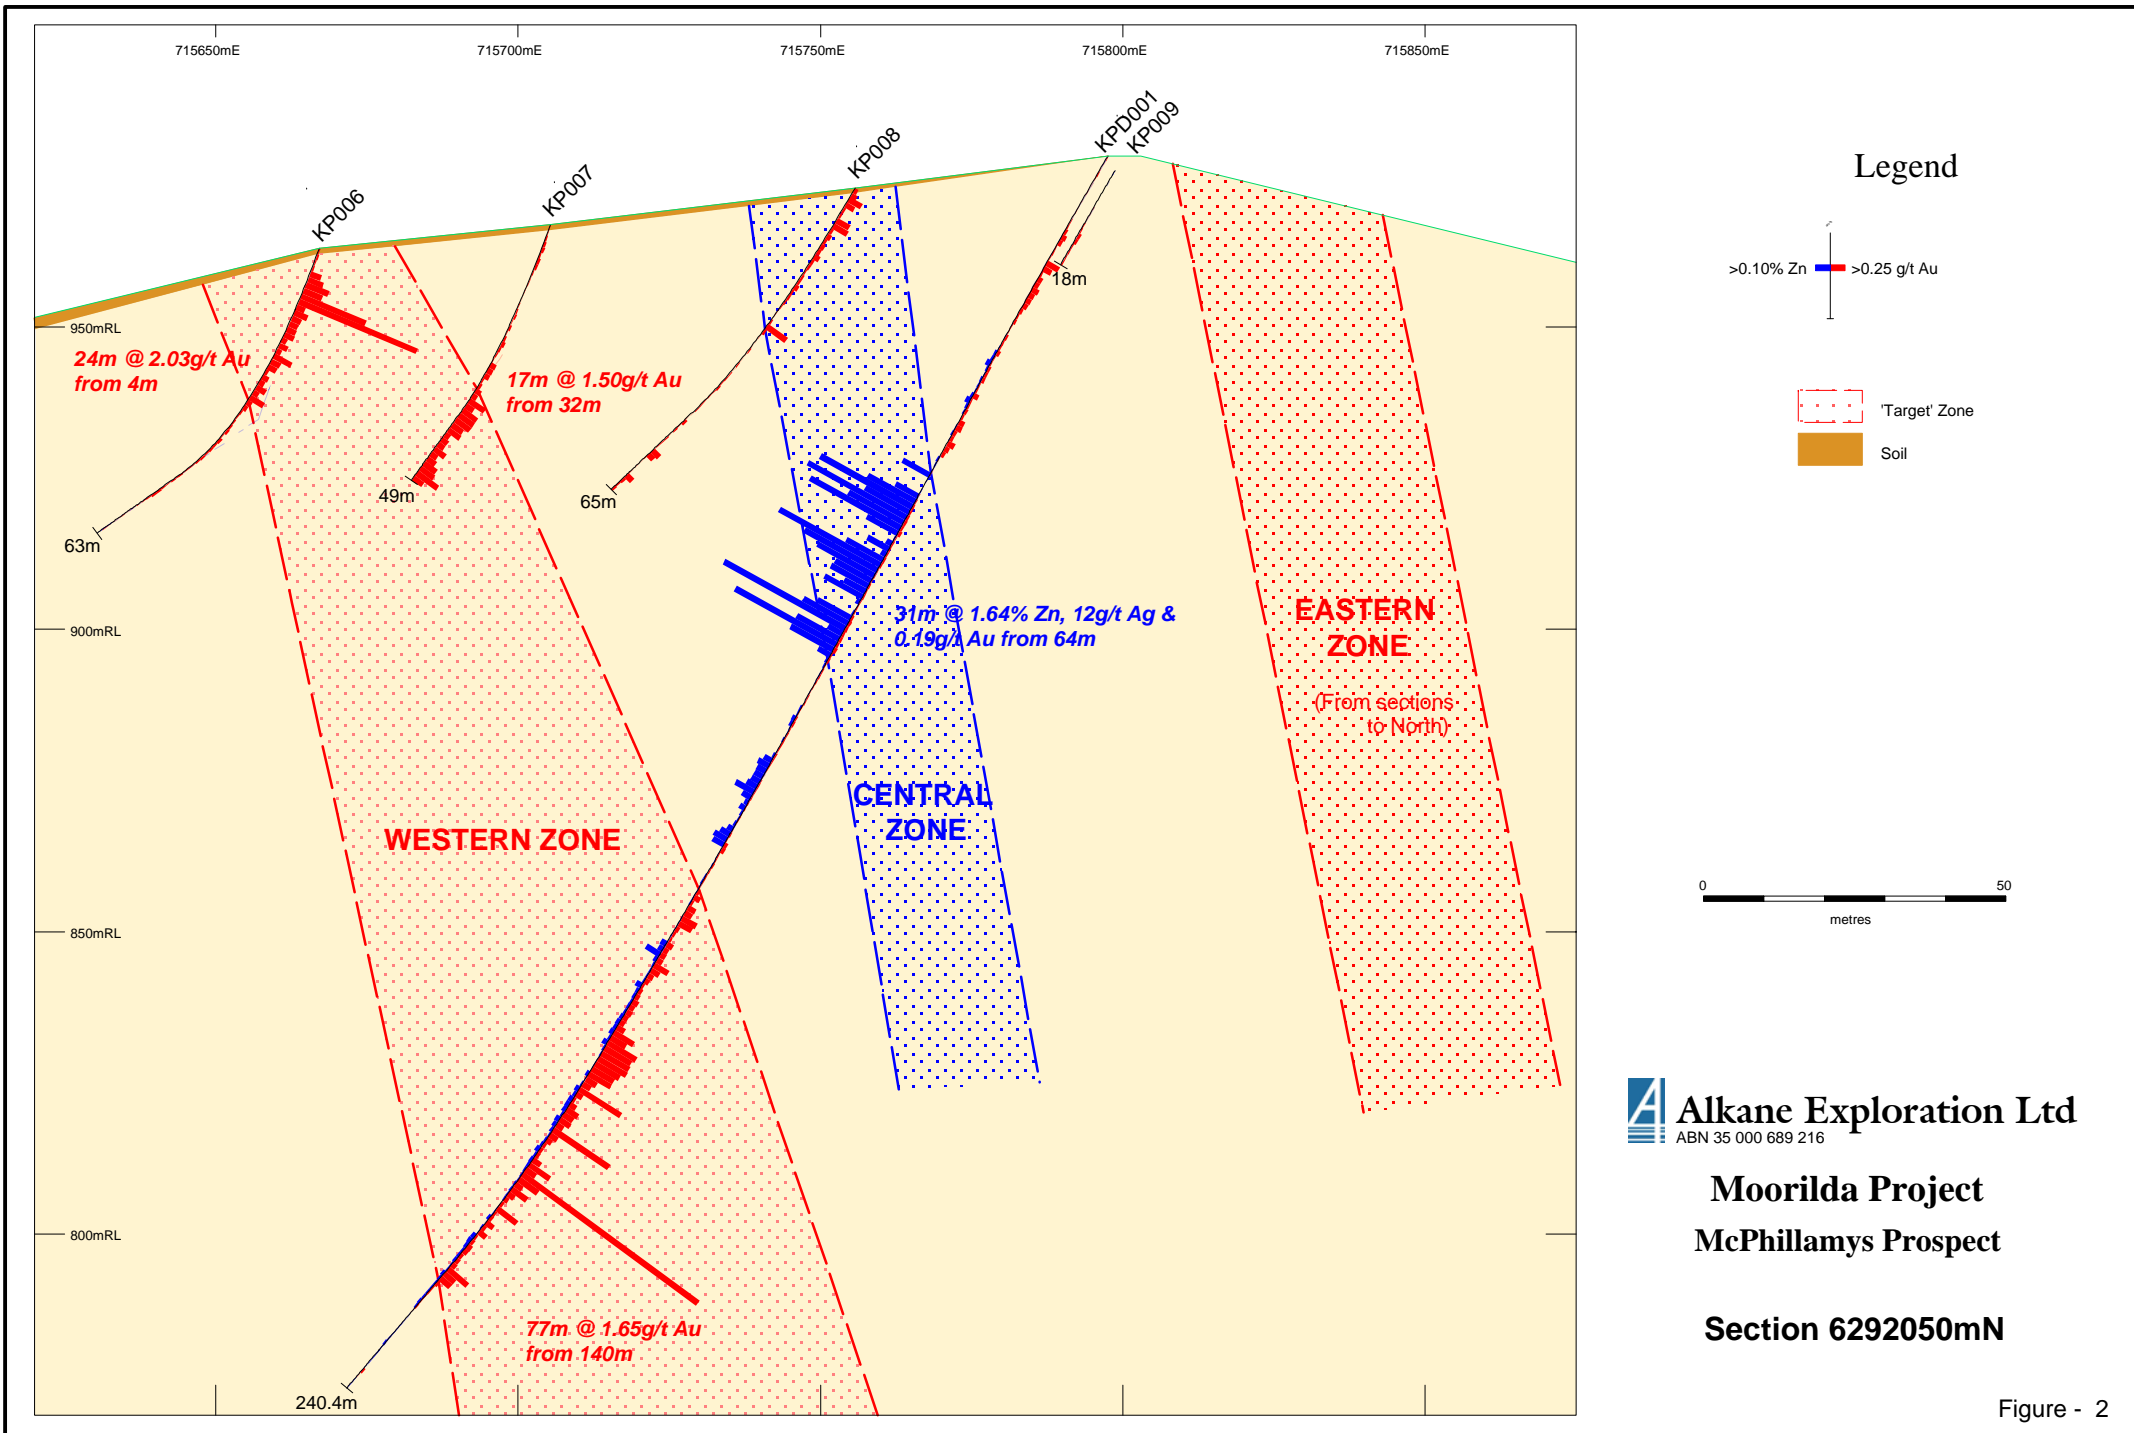 715650mE
715700mE
715750mE
715800mE
715850mE
KP006
KP007
KP008
KPD001
KP009
950mRL
900mRL
850mRL
800mRL
24m @ 2.03g/t Au
from 4m
17m @ 1.50g/t Au
from 32m
18m
49m
65m
63m
31m @ 1.64% Zn, 12g/t Ag &
0.19g/t Au from 64m
EASTERN
ZONE
(From sections
to North)
CENTRAL
ZONE
WESTERN ZONE
77m @ 1.65g/t Au
from 140m
240.4m
Legend
>0.10% Zn
>0.25 g/t Au
'Target' Zone
Soil
0
50
metres
Alkane Exploration Ltd
ABN 35 000 689 216
Moorilda Project
McPhillamys Prospect
Section 6292050mN
Figure - 2